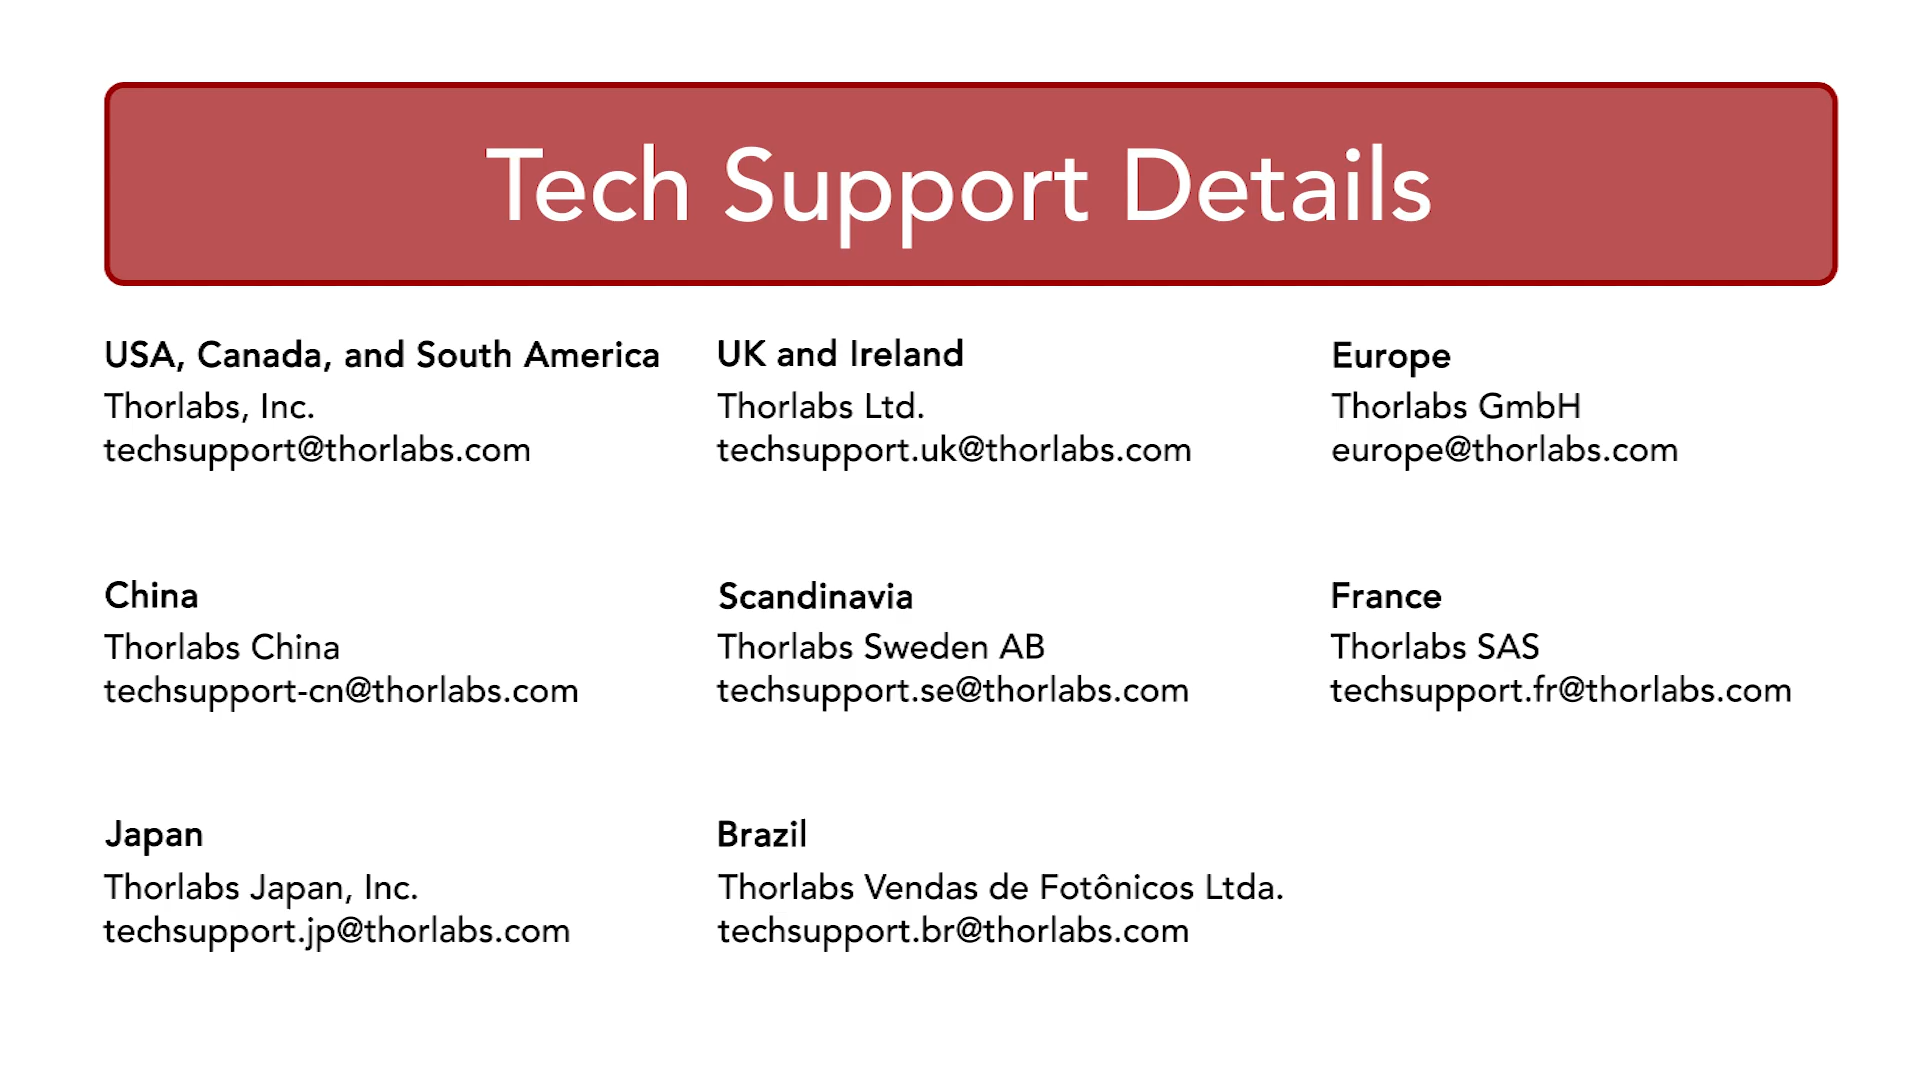 Tech Support Details
USA, Canada, and South America
Thorlabs, Inc.
techsupport@thorlabs.com
UK and Ireland
Thorlabs Ltd.
techsupport.uk@thorlabs.com
Europe
Thorlabs GmbH
europe@thorlabs.com
China
Thorlabs China
techsupport-cn@thorlabs.com
Scandinavia
Thorlabs Sweden AB
techsupport.se@thorlabs.com
France
Thorlabs SAS
techsupport.fr@thorlabs.com
Japan
Thorlabs Japan, Inc.
techsupport.jp@thorlabs.com
Brazil
Thorlabs Vendas de Fotônicos Ltda.
techsupport.br@thorlabs.com